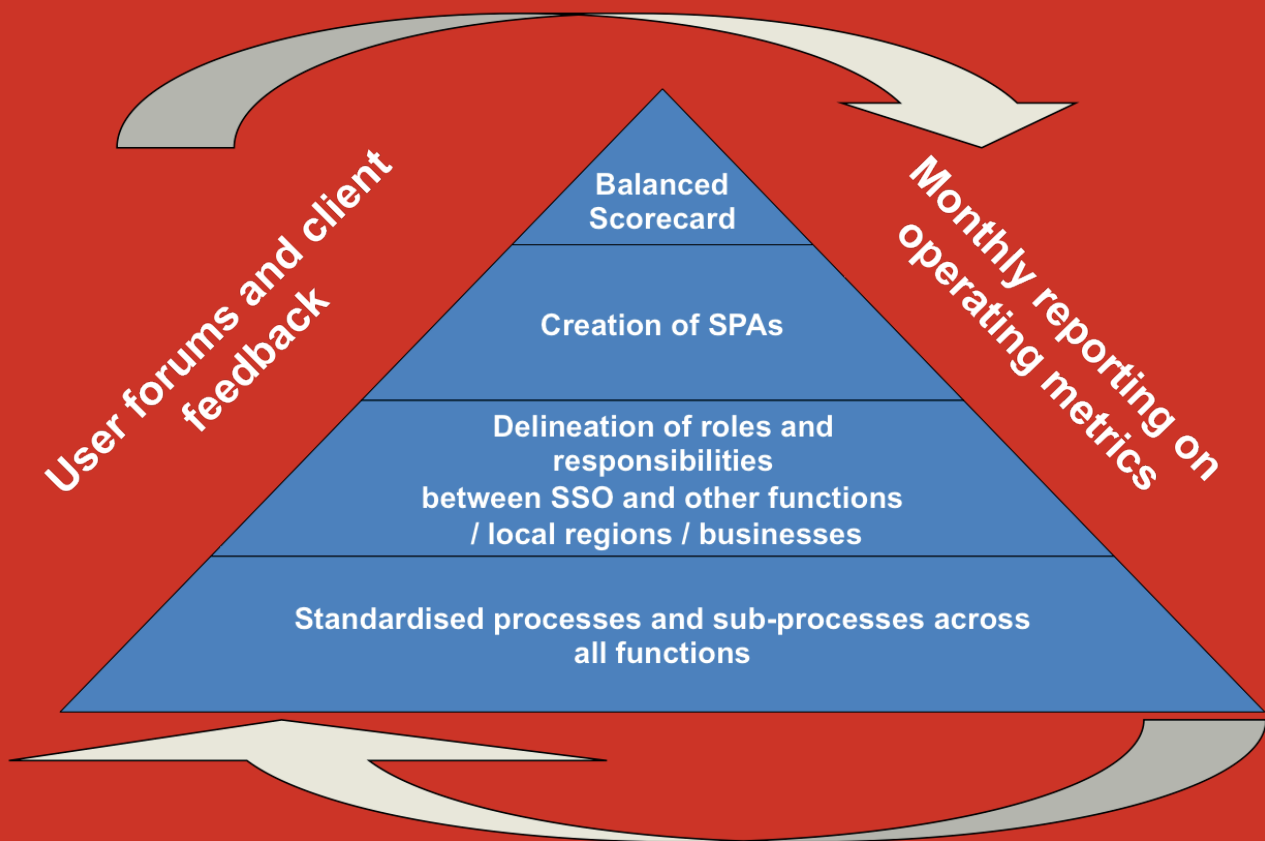 User forums and client
feedback
Monthly reporting on
operating metrics
Balanced
Scorecard
Creation of SPAs
Delineation of roles and
responsibilities
between SSO and other functions
/ local regions / businesses
Standardised processes and sub-processes across
all functions